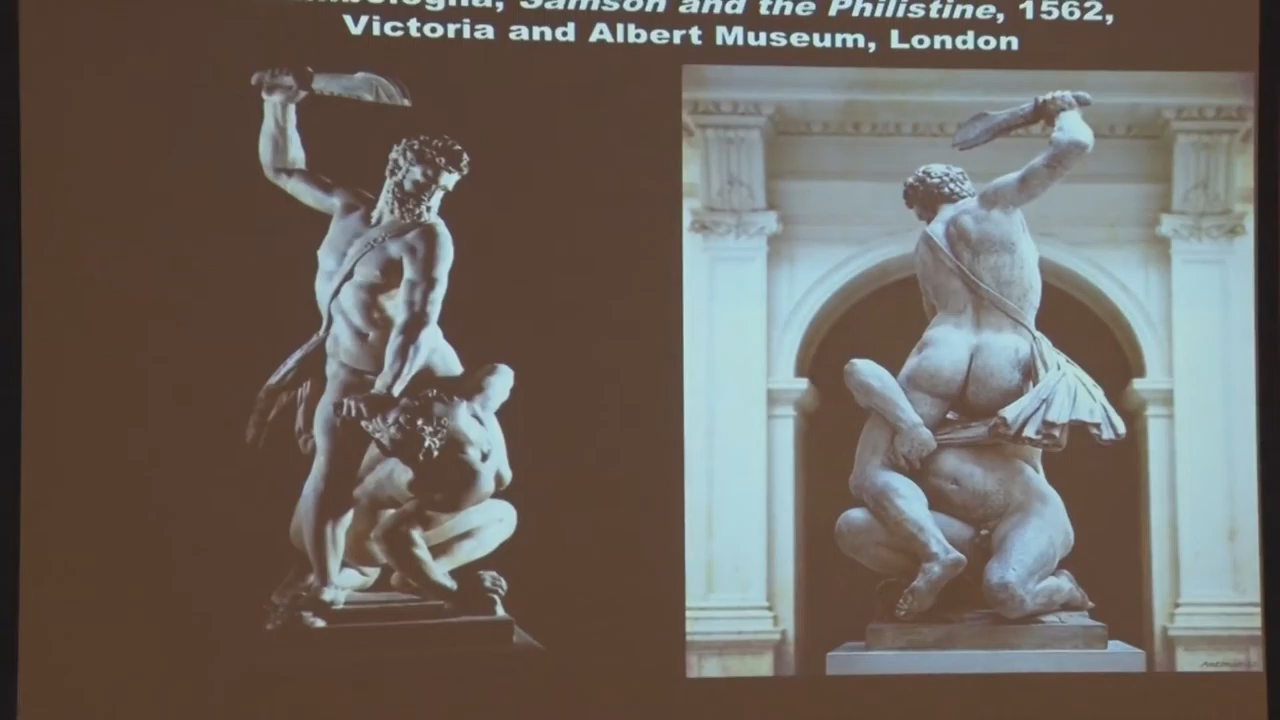 Samson and the Philistine, 1562,
Victoria and Albert Museum, London